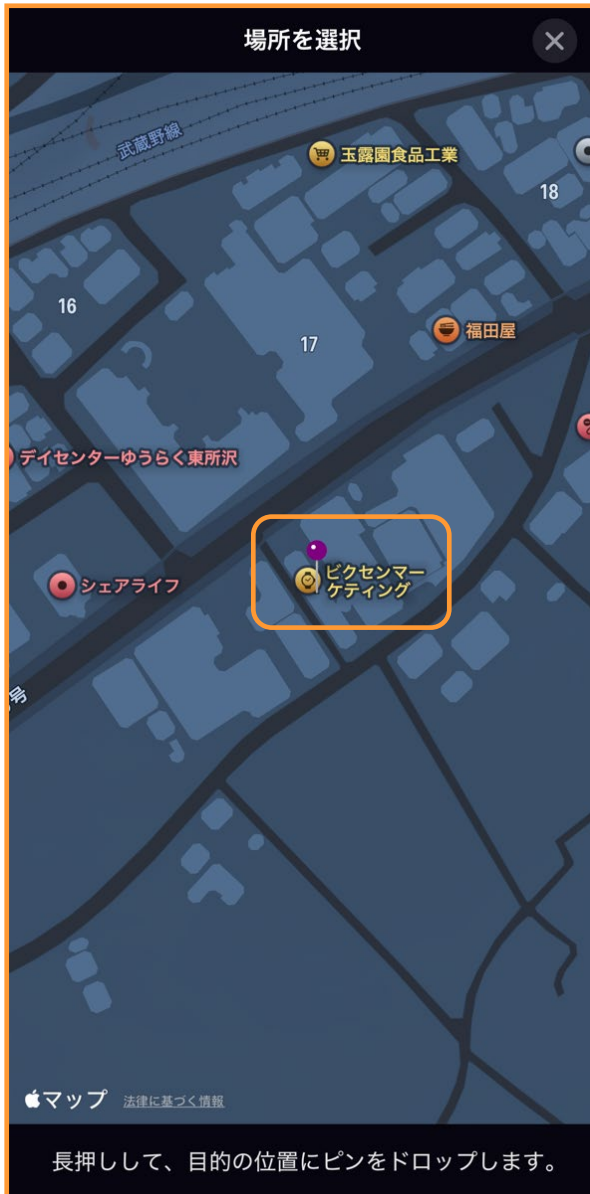 場所を選択
武蔵野線
玉露園食品工業
18
16
福田屋
17
デイセンターゆうらく東所沢
ビクセンマー
ケティング
シェアライフ
号
マップ
法律に基づく情報
長押しして、目的の位置にピンをドロップします。